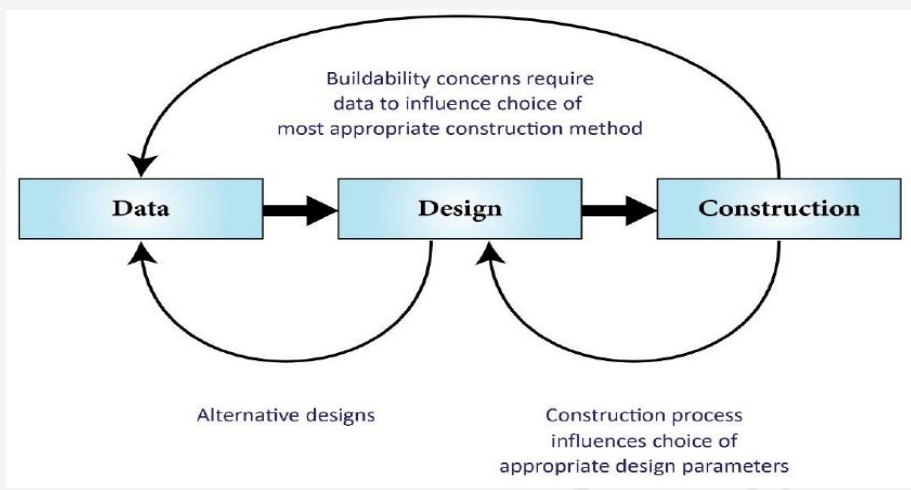 Buildability concerns require
data to influence choice of
most appropriate construction method
Data
Design
Construction
Alternative designs
Construction process
influences choice of
appropriate design parameters